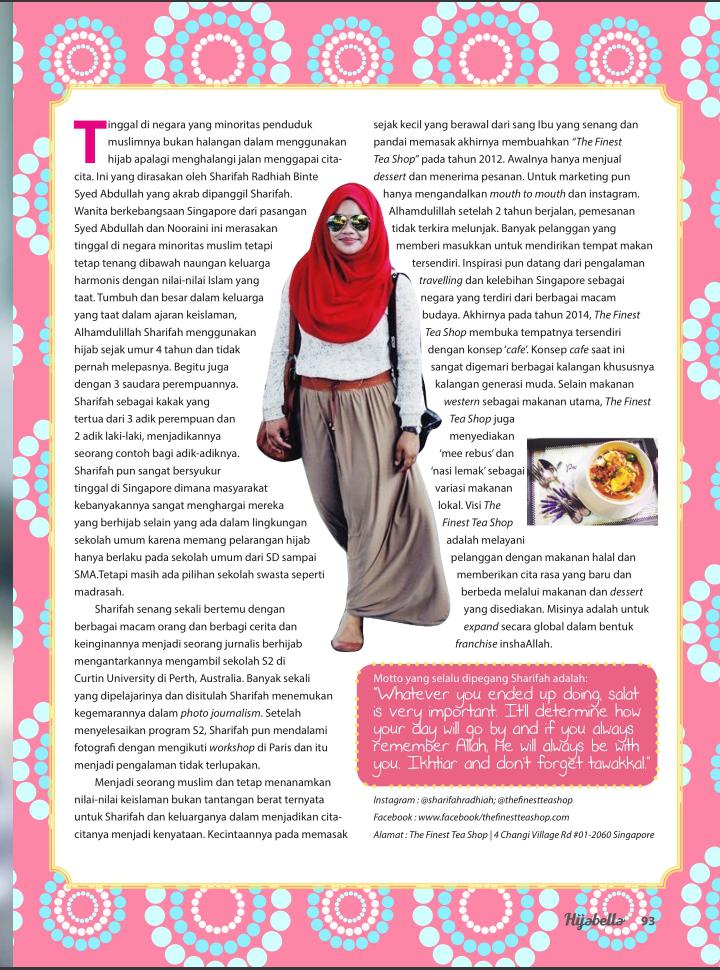 Tinggal di negara yang minoritas penduduk
muslimnya bukan halangan dalam menggunakan
hijab apalagi menghalangi jalan menggapai cita-
cita. Ini yang dirasakan oleh Sharifah Radhiah Binte
Syed Abdullah yang akrab dipanggil Sharifah.
Wanita berkebangsaan Singapore dari pasangan
Syed Abdullah dan Nooraini ini merasakan
tinggal di negara minoritas muslim tetapi
tetap tenang dibawah naungan keluarga
harmonis dengan nilai-nilai Islam yang
taat. Tumbuh dan besar dalam keluarga
yang taat dalam ajaran keislaman,
Alhamdulillah Sharifah menggunakan
hijab sejak umur 4 tahun dan tidak
pernah melepasnya. Begitu juga
dengan 3 saudara perempuannya.
Sharifah sebagai kakak yang
tertua dari 3 adik perempuan dan
2 adik laki-laki, menjadikannya
seorang contoh bagi adik-adiknya.
Sharifah pun sangat bersyukur
tinggal di Singapore dimana masyarakat
kebanyakannya sangat menghargai mereka
yang berhijab selain yang ada dalam lingkungan
sekolah umum karena memang pelarangan hijab
hanya berlaku pada sekolah umum dari SD sampai
SMA.Tetapi masih ada pilihan sekolah swasta seperti
madrasah.
Sharifah senang sekali bertemu dengan
berbagai macam orang dan berbagi cerita dan
keinginannya menjadi seorang jurnalis berhijab
mengantarkannya mengambil sekolah S2 di
Curtin University di Perth, Australia. Banyak sekali
yang dipelajarinya dan disitulah Sharifah menemukan
kegemarannya dalam photo journalism. Setelah
menyelesaikan program S2, Sharifah pun mendalami
fotografi dengan mengikuti workshop di Paris dan itu
menjadi pengalaman tidak terlupakan.
Menjadi seorang muslim dan tetap menanamkan
nilai-nilai keislaman bukan tantangan berat ternyata
untuk Sharifah dan keluarganya dalam menjadikan cita-
citanya menjadi kenyataan. Kecintaannya pada memasak
sejak kecil yang berawal dari sang Ibu yang senang dan
pandai memasak akhirnya membuahkan "The Finest
Tea Shop" pada tahun 2012. Awalnya hanya menjual
dessert dan menerima pesanan. Untuk marketing pun
hanya mengandalkan mouth to mouth dan instagram.
Alhamdulillah setelah 2 tahun berjalan, pemesanan
tidak terkira melunjak. Banyak pelanggan yang
memberi masukkan untuk mendirikan tempat makan
tersendiri. Inspirasi pun datang dari pengalaman
travelling dan kelebihan Singapore sebagai
negara yang terdiri dari berbagai macam
budaya. Akhirnya pada tahun 2014, The Finest
Tea Shop membuka tempatnya tersendiri
dengan konsep 'cafe'. Konsep cafe saat ini
sangat digemari berbagai kalangan khususnya
kalangan generasi muda. Selain makanan
western sebagai makanan utama, The Finest
Tea Shop juga
menyediakan
'mee rebus' dan
'nasi lemak' sebagai
variasi makanan
lokal. Visi The
Finest Tea Shop
adalah melayani
pelanggan dengan makanan halal dan
memberikan cita rasa yang baru dan
berbeda melalui makanan dan dessert
yang disediakan. Misinya adalah untuk
expand secara global dalam bentuk
franchise inshaAllah.
Motto yang selalu dipegang Sharifah adalah:
"Whatever you ended up doing, salat
is very important. It'll determine how
your day will go by and if you always
remember Allah, He will always be with
you. Ikhtiar and don't forget tawakkal."
Instagram : @sharifahradhiah; @thefinestteashop
Facebook : www.facebook/thefinestteashop.com
Alamat : The Finest Tea Shop | 4 Changi Village Rd #01-2060 Singapore
Hijabella 93